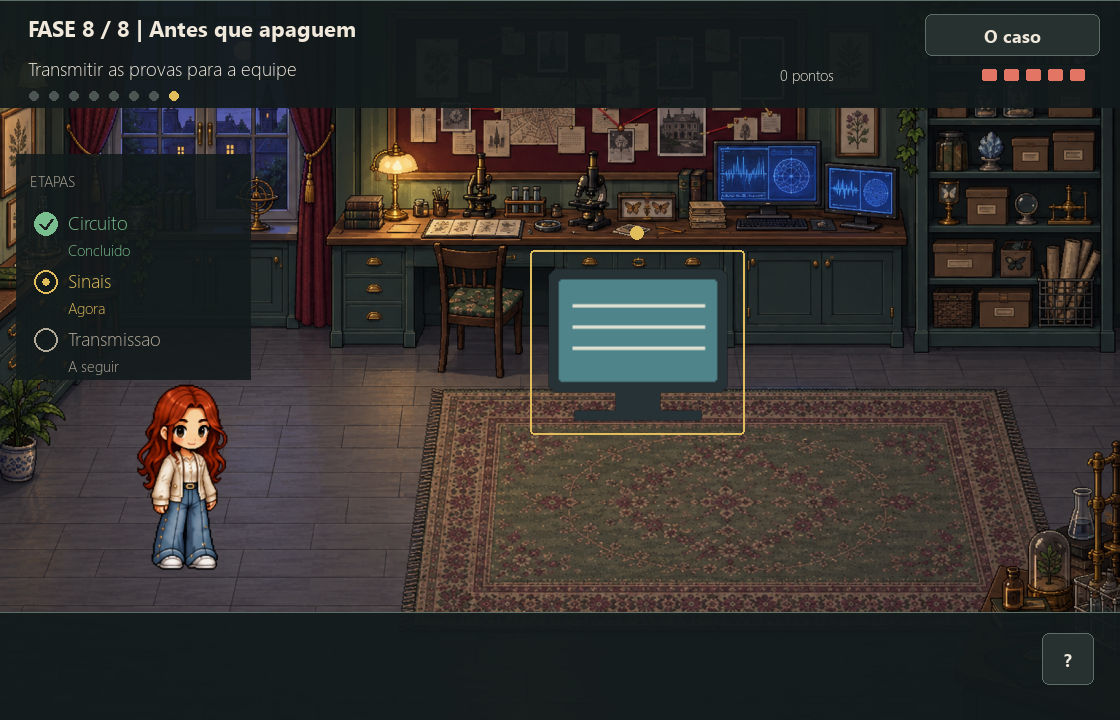 FASE 8 / 8 | Antes que apaguem
O caso
Transmitir as provas para a equipe
0 pontos
ETAPAS
Circuito
Concluido
Sinais
Agora
Transmissao
A seguir
?